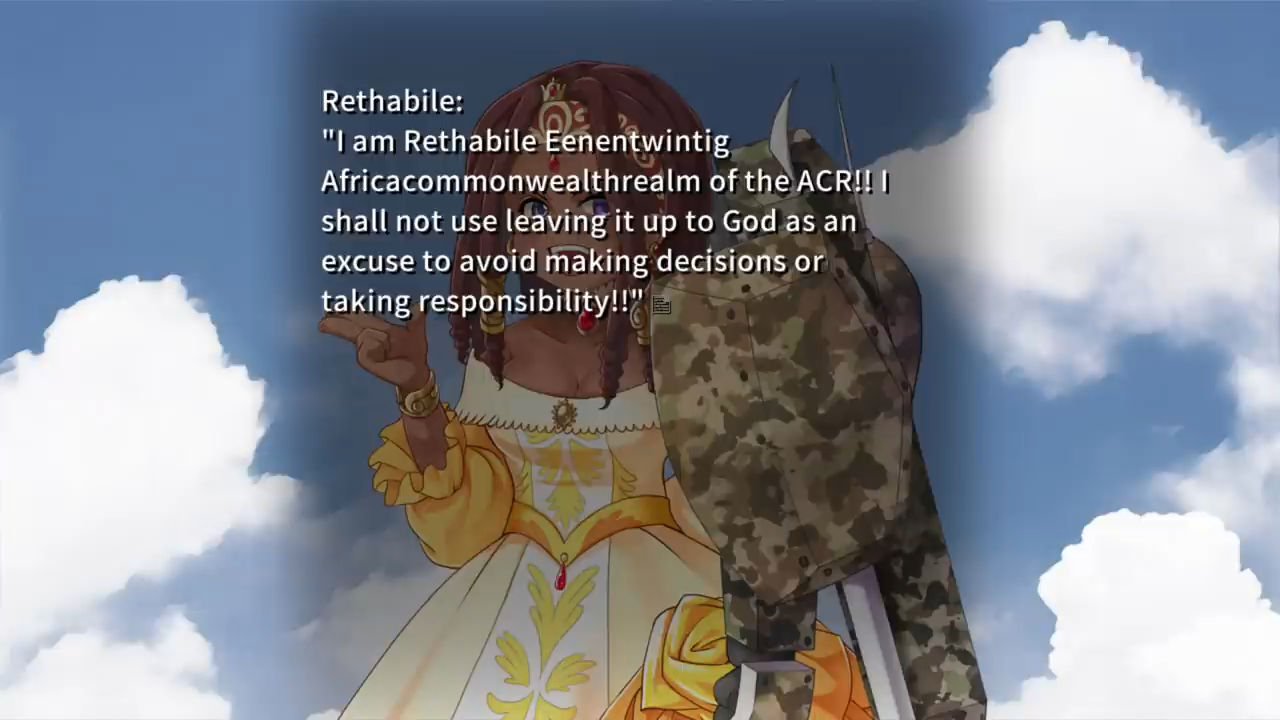 Rethabile:
"I am Rethabile Eenentwintig
Africacommonwealthrealm of the ACR!! I
shall not use leaving it up to God as an
excuse to avoid making decisions or
taking responsibility!!"